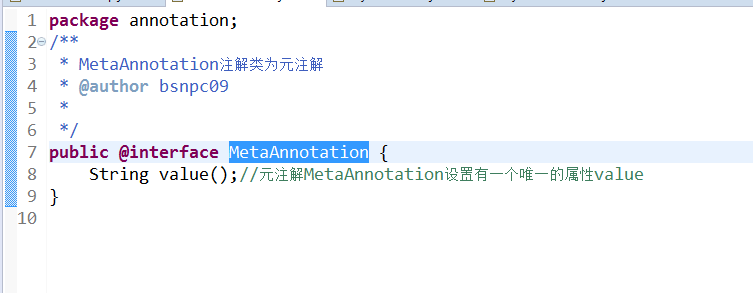 1 package annotation;
2 /**
3  * MetaAnnotation注解类为元注解
4  * @author bsnpc09
5  *
6  */
7 public @interface MetaAnnotation {
8     String value();//元注解MetaAnnotation设置有一个唯一的属性value
9 }
10